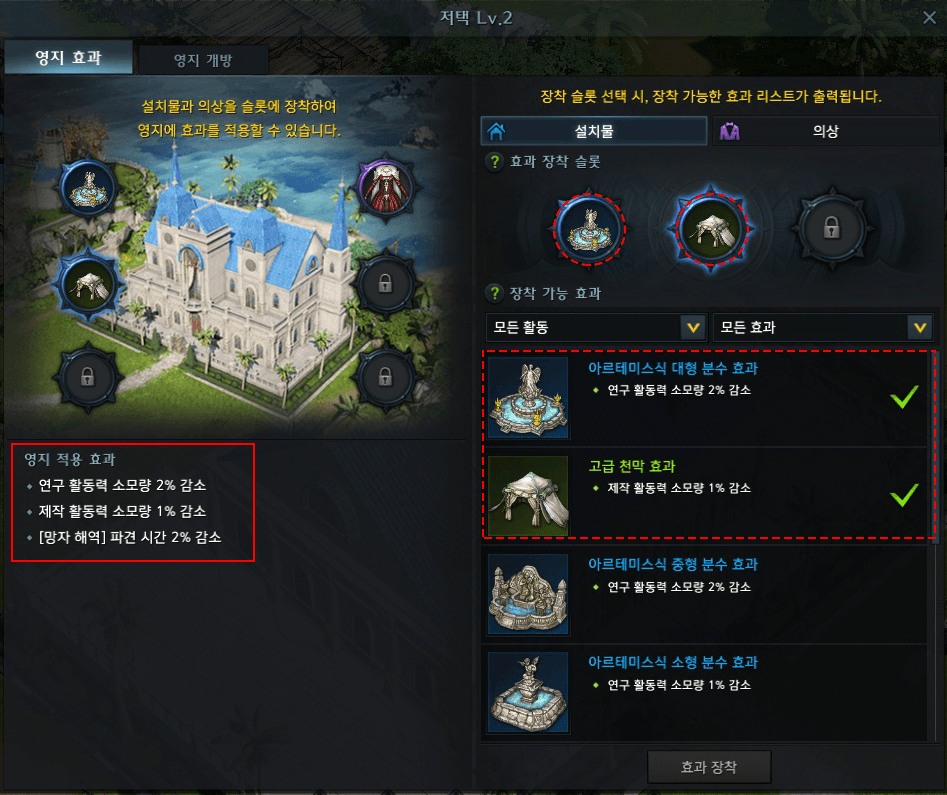 저택 Lv.2
영지 효과
영지 개방
설치물과 의상을 슬롯에 장착하여
영지에 효과를 적용할 수 있습니다.
영지 적용 효과
연구 활동력 소모량 2% 감소
제작 활동력 소모량 1% 감소
[망자 해역] 파견 시간 2% 감소
장착 슬롯 선택 시, 장착 가능한 효과 리스트가 출력됩니다.
설치물
의상
? 효과 장착 슬롯
? 장착 가능 효과
모든 활동
모든 효과
아르테미스식 대형 분수 효과
연구 활동력 소모량 2% 감소
고급 천막 효과
제작 활동력 소모량 1% 감소
아르테미스식 중형 분수 효과
연구 활동력 소모량 2% 감소
아르테미스식 소형 분수 효과
연구 활동력 소모량 1% 감소
효과 장착